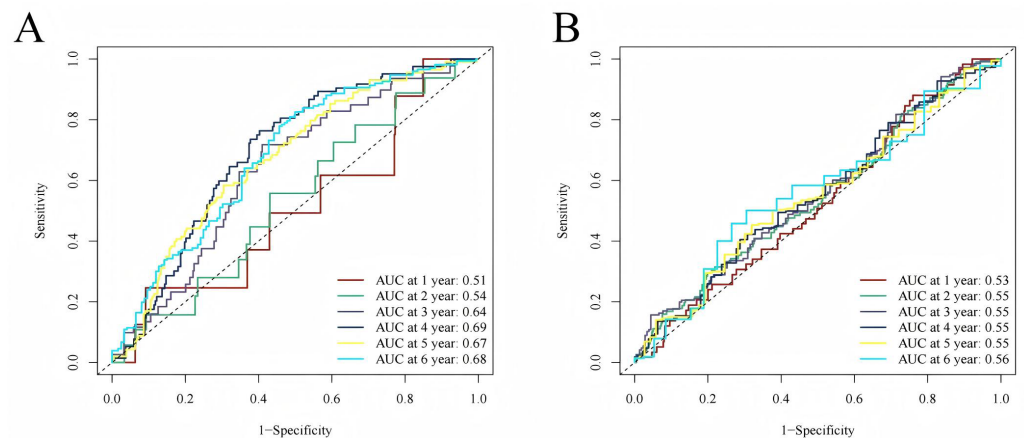 A
B
1.0
0.8
0.6
0.4
0.2
0.0
Sensitivity
AUC at 1 year: 0.51
AUC at 2 year: 0.54
AUC at 3 year: 0.64
AUC at 4 year: 0.69
AUC at 5 year: 0.67
AUC at 6 year: 0.68
0.0 0.2 0.4 0.6 0.8 1.0
1−Specificity
1.0
0.8
0.6
0.4
0.2
0.0
Sensitivity
AUC at 1 year: 0.53
AUC at 2 year: 0.55
AUC at 3 year: 0.55
AUC at 4 year: 0.55
AUC at 5 year: 0.55
AUC at 6 year: 0.56
0.0 0.2 0.4 0.6 0.8 1.0
1−Specificity